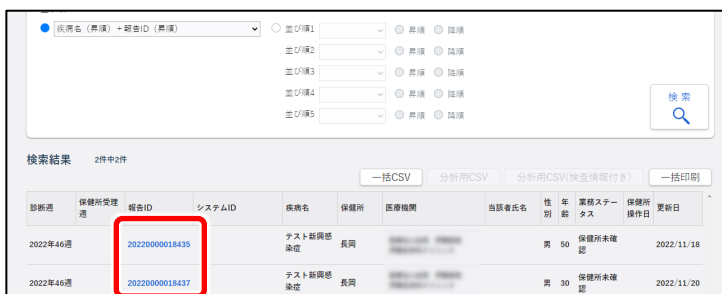 疾病名（昇順）＋報告ID（昇順） 並び順1 昇順 降順
並び順2 昇順 降順
並び順3 昇順 降順
並び順4 昇順 降順
並び順5 昇順 降順
検索
検索結果 2件中2件
一括CSV 分析用CSV 分析用CSV(検査情報付き) 一括印刷
診断週 保健所受理週 報告ID システムID 疾病名 保健所 医療機関 当該者氏名 性別 年齢 業務ステータス 保健所操作日 更新日
2022年46週 20220000018435 テスト新興感染症 長岡 男 50 保健所未確認 2022/11/18
2022年46週 20220000018437 テスト新興感染症 長岡 男 30 保健所未確認 2022/11/20